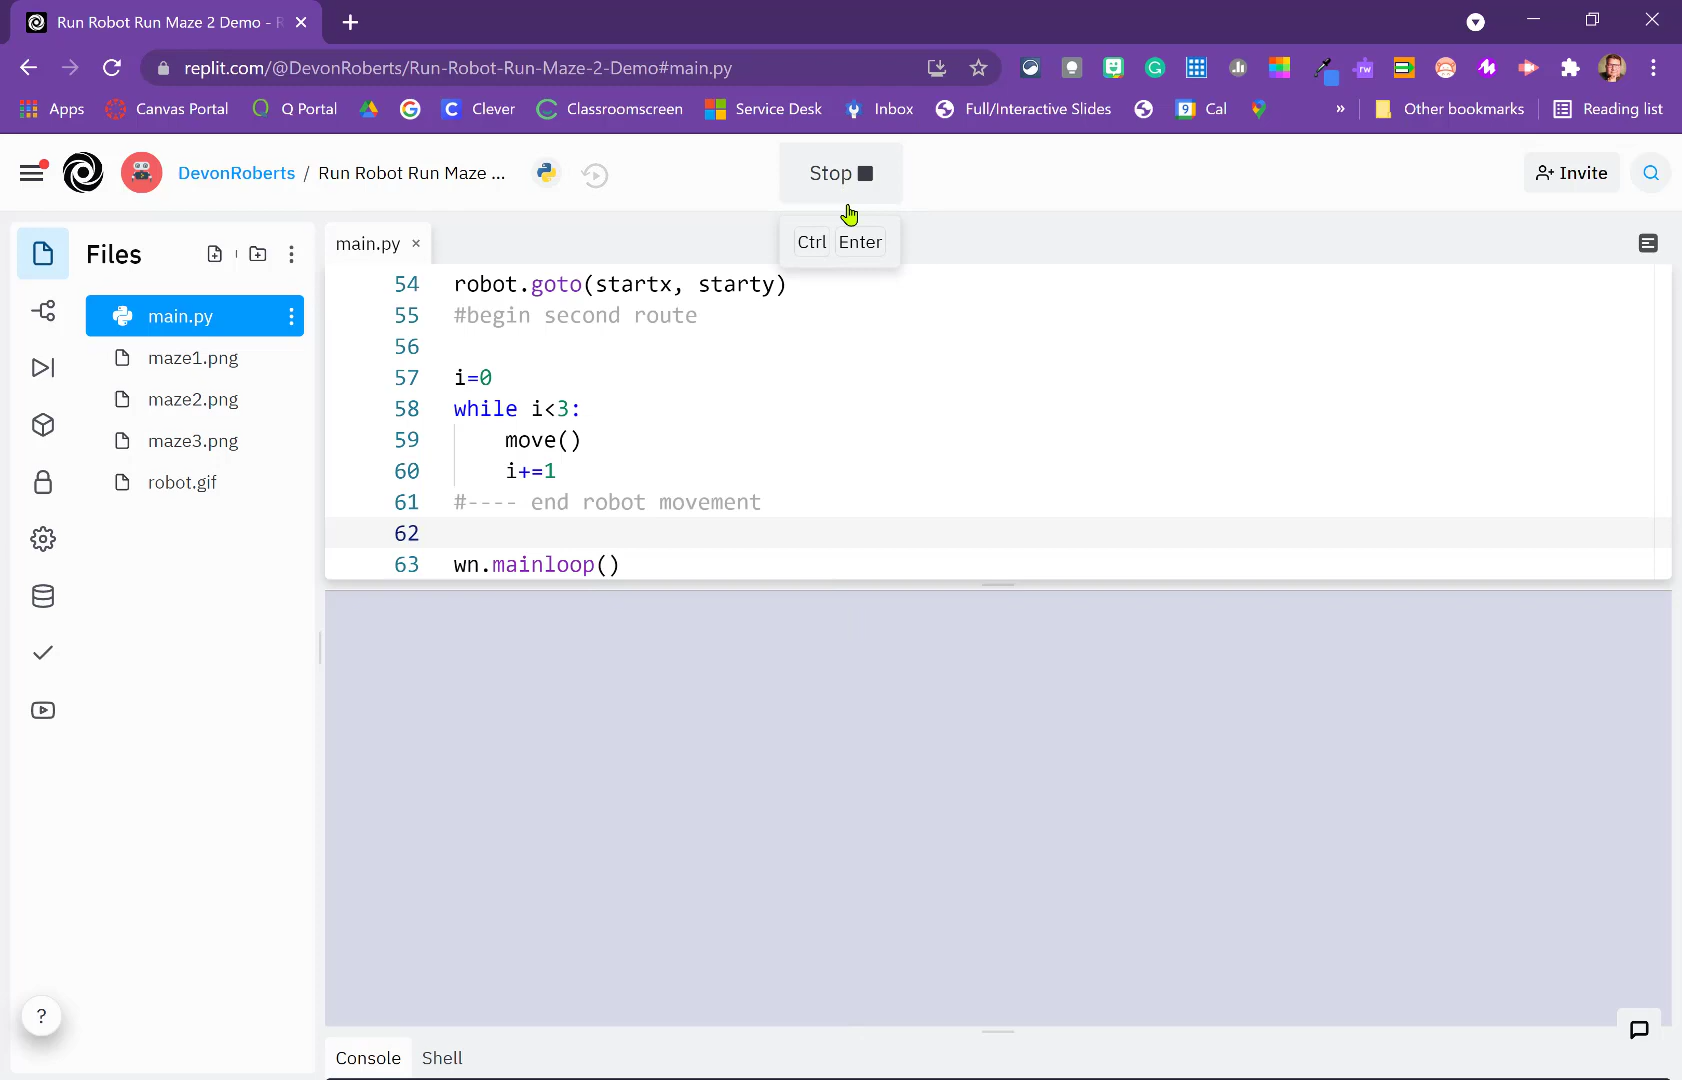 Run Robot Run Maze 2 Demo - R
replit.com/@DevonRoberts/Run-Robot-Run-Maze-2-Demo#main.py
Apps
Canvas Portal
Q Portal
Clever
Classroomscreen
Service Desk
Inbox
Full/Interactive Slides
Cal
»
Other bookmarks
Reading list
DevonRoberts / Run Robot Run Maze ...
Stop
Invite
Ctrl Enter
Files
main.py
maze1.png
maze2.png
maze3.png
robot.gif
main.py ×
54 robot.goto(startx, starty)
55 #begin second route
56
57 i=0
58 while i<3:
59 move()
60 i+=1
61 #---- end robot movement
62
63 wn.mainloop()
?
Console
Shell